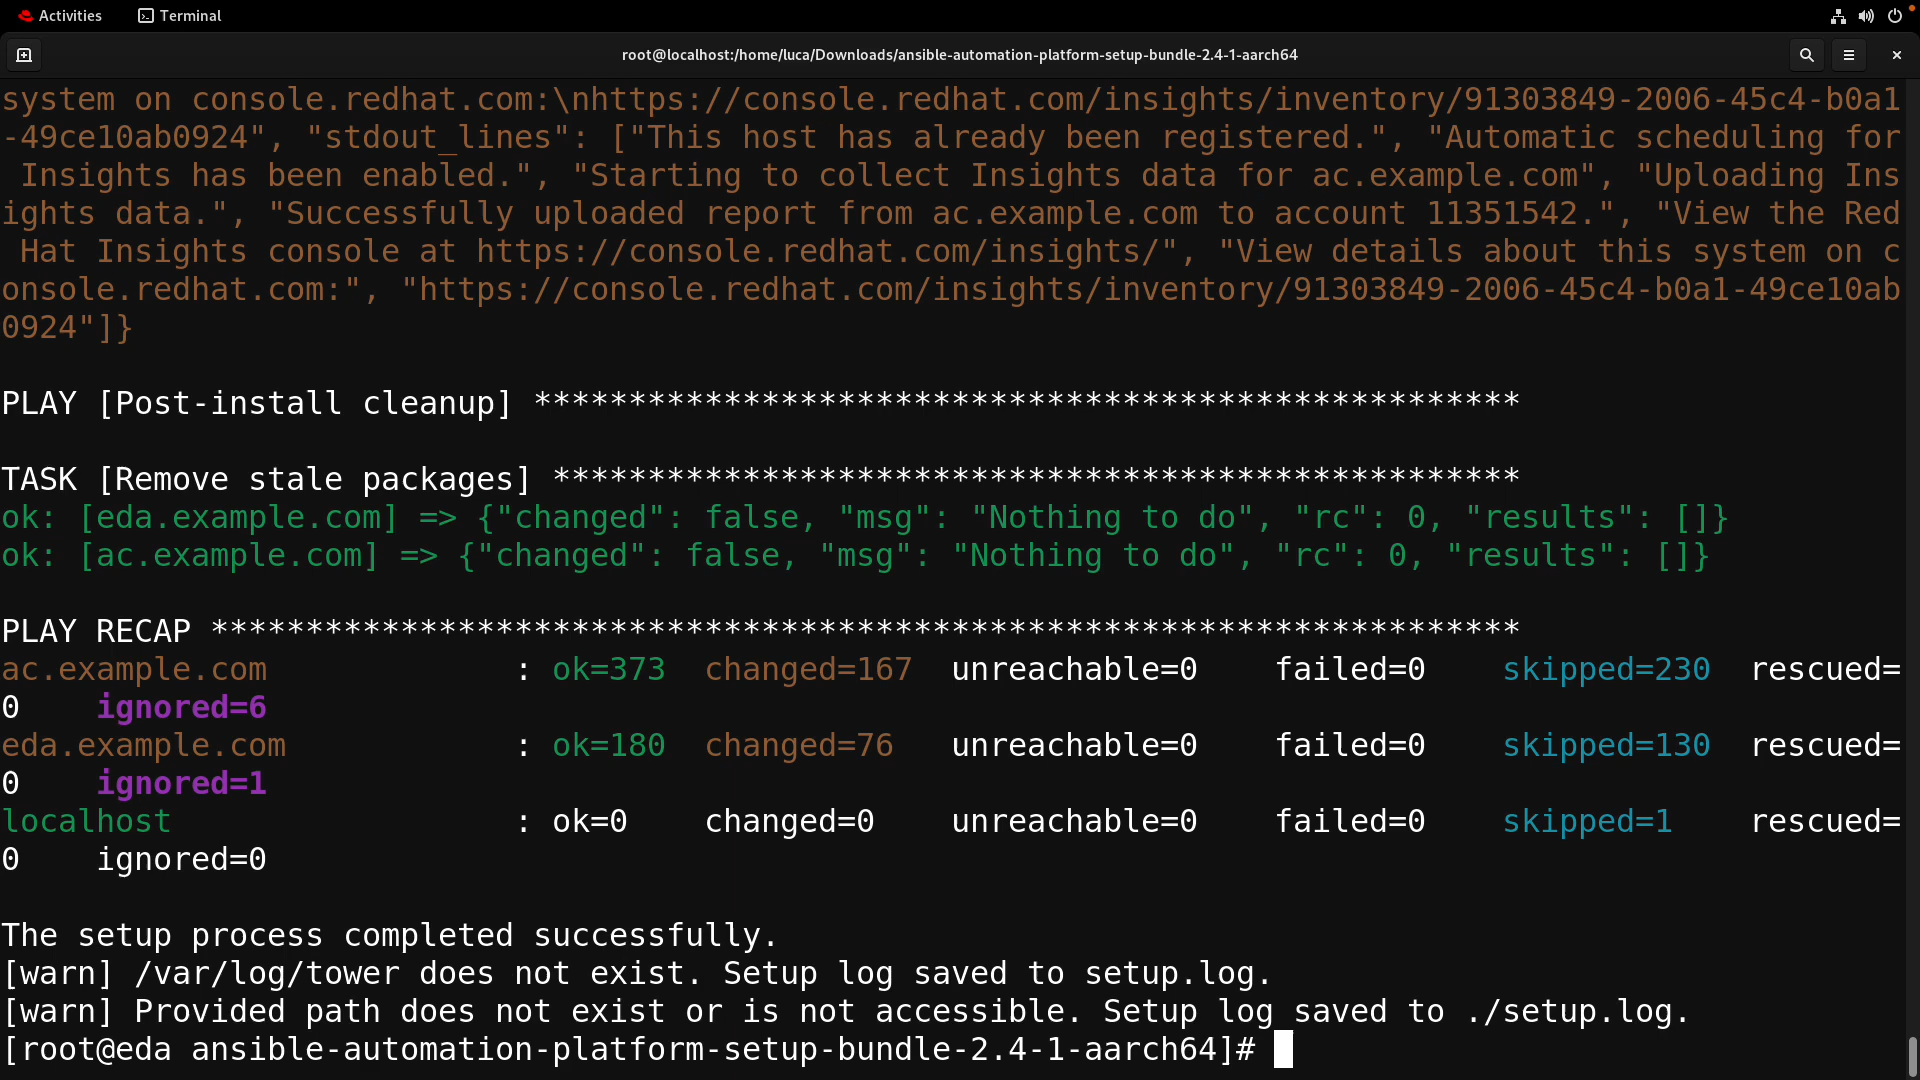 Activities Terminal
root@localhost:/home/luca/Downloads/ansible-automation-platform-setup-bundle-2.4-1-aarch64
system on console.redhat.com:\nhttps://console.redhat.com/insights/inventory/91303849-2006-45c4-b0a1
-49ce10ab0924", "stdout_lines": ["This host has already been registered.", "Automatic scheduling for
 Insights has been enabled.", "Starting to collect Insights data for ac.example.com", "Uploading Ins
ights data.", "Successfully uploaded report from ac.example.com to account 11351542.", "View the Red
 Hat Insights console at https://console.redhat.com/insights/", "View details about this system on c
onsole.redhat.com:", "https://console.redhat.com/insights/inventory/91303849-2006-45c4-b0a1-49ce10ab
0924"]}
PLAY [Post-install cleanup] ****************************************************
TASK [Remove stale packages] ***************************************************
ok: [eda.example.com] => {"changed": false, "msg": "Nothing to do", "rc": 0, "results": []}
ok: [ac.example.com] => {"changed": false, "msg": "Nothing to do", "rc": 0, "results": []}
PLAY RECAP *********************************************************************
ac.example.com             : ok=373  changed=167  unreachable=0    failed=0    skipped=230  rescued=
0    ignored=6
eda.example.com            : ok=180  changed=76   unreachable=0    failed=0    skipped=130  rescued=
0    ignored=1
localhost                  : ok=0    changed=0    unreachable=0    failed=0    skipped=1    rescued=
0    ignored=0
The setup process completed successfully.
[warn] /var/log/tower does not exist. Setup log saved to setup.log.
[warn] Provided path does not exist or is not accessible. Setup log saved to ./setup.log.
[root@eda ansible-automation-platform-setup-bundle-2.4-1-aarch64]#